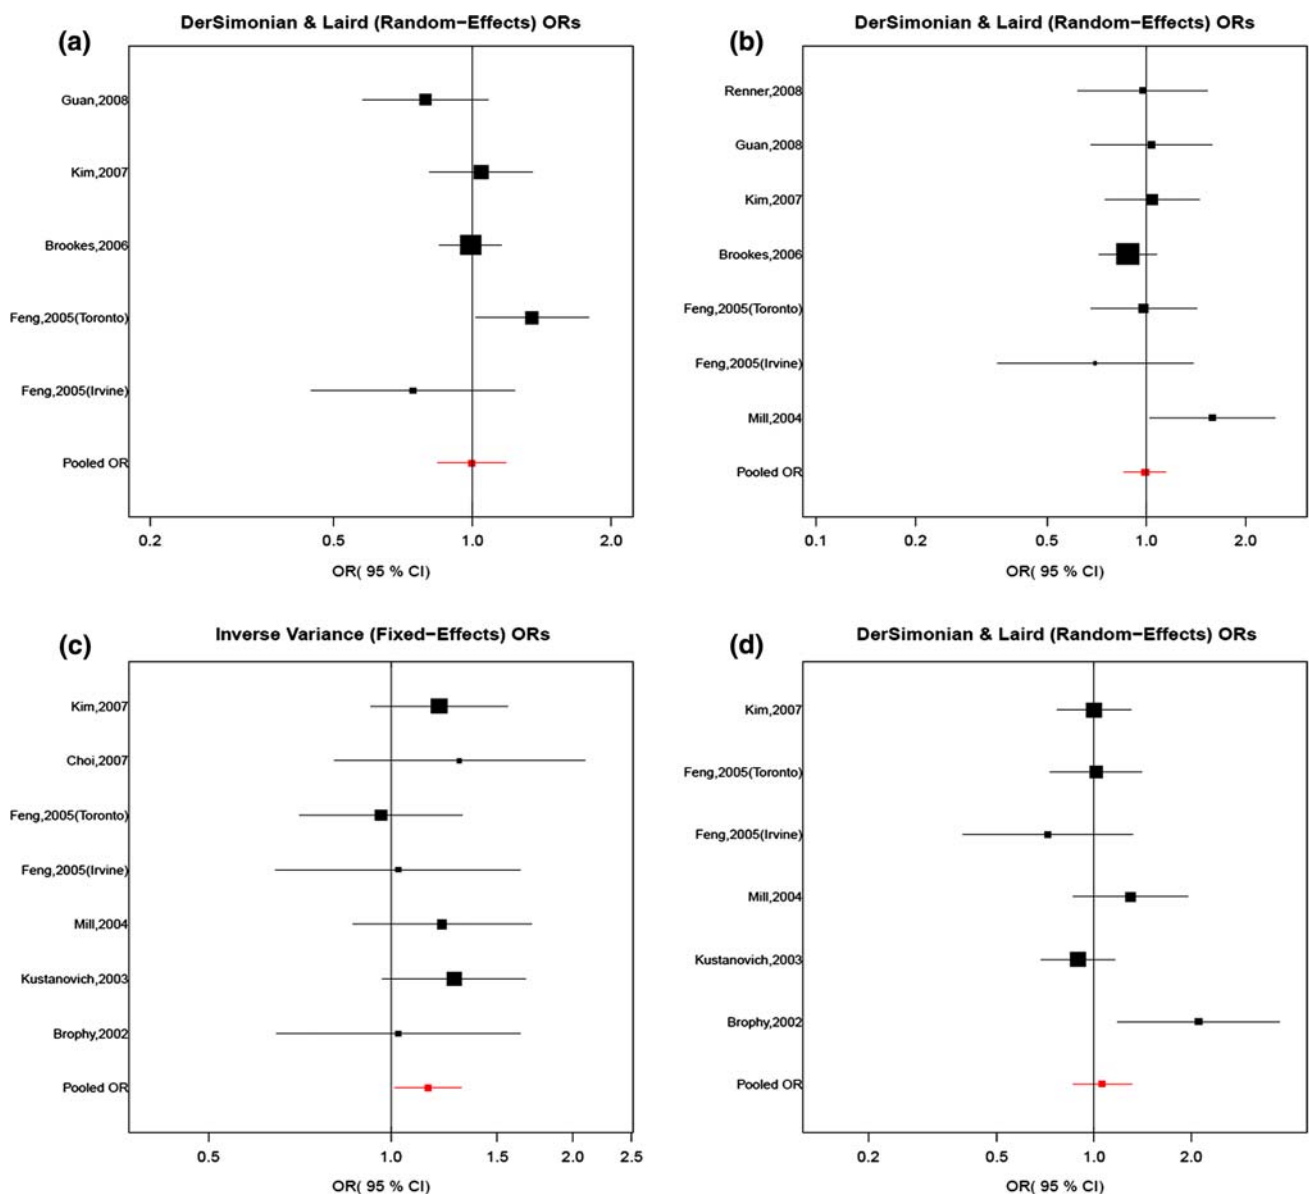 (a)
DerSimonian & Laird (Random−Effects) ORs
Guan,2008
Kim,2007
Brookes,2006
Feng,2005(Toronto)
Feng,2005(Irvine)
Pooled OR
0.2 0.5 1.0 2.0
OR( 95 % CI)
(b)
DerSimonian & Laird (Random−Effects) ORs
Renner,2008
Guan,2008
Kim,2007
Brookes,2006
Feng,2005(Toronto)
Feng,2005(Irvine)
Mill,2004
Pooled OR
0.1 0.2 0.5 1.0 2.0
OR( 95 % CI)
(c)
Inverse Variance (Fixed−Effects) ORs
Kim,2007
Choi,2007
Feng,2005(Toronto)
Feng,2005(Irvine)
Mill,2004
Kustanovich,2003
Brophy,2002
Pooled OR
0.5 1.0 1.5 2.0 2.5
OR( 95 % CI)
(d)
DerSimonian & Laird (Random−Effects) ORs
Kim,2007
Feng,2005(Toronto)
Feng,2005(Irvine)
Mill,2004
Kustanovich,2003
Brophy,2002
Pooled OR
0.2 0.5 1.0 2.0
OR( 95 % CI)